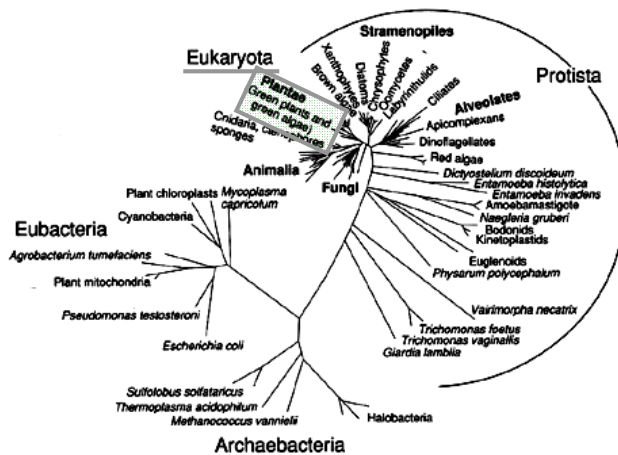 Stramenopiles
Eukaryota
Xanthophytes
Brown algae
Diatoms
Chrysophytes
Oomycetes
Labyrinthulids
Ciliates
Protista
Plantae
Green plants and
green algae)
Cnidaria,
sponges
Alveolates
Apicomplexans
Dinoflagellates
Red algae
Animalia
Fungi
Dictyostelium discoideum
Entamoeba histolytica
Entamoeba invadens
Amoebamastigote
Naegleria gruberi
Bodonids
Kinetoplastids
Euglenoids
Physarum polycephalum
Vairimorpha necatrix
Trichomonas foetus
Trichomonas vaginallis
Giardia lamblia
Plant chloroplasts
Mycoplasma
capricolum
Cyanobacteria
Eubacteria
Agrobacterium tumefaciens
Plant mitochondria
Pseudomonas testosteroni
Escherichia coli
Sulfolobus solfataricus
Thermoplasma acidophilum
Methanococcus vannielii
Halobacteria
Archaebacteria